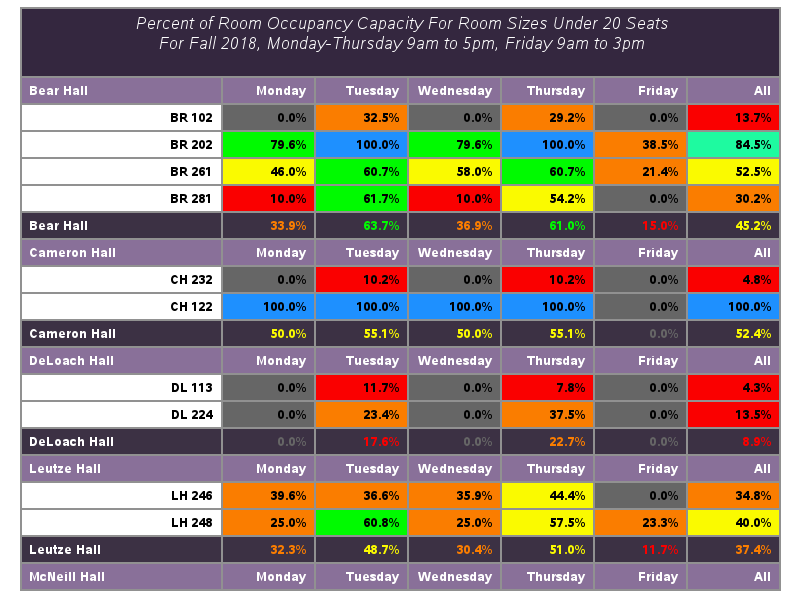 Percent of Room Occupancy Capacity For Room Sizes Under 20 Seats
For Fall 2018, Monday-Thursday 9am to 5pm, Friday 9am to 3pm
Bear Hall Monday Tuesday Wednesday Thursday Friday All
BR 102 0.0% 32.5% 0.0% 29.2% 0.0% 13.7%
BR 202 79.6% 100.0% 79.6% 100.0% 38.5% 84.5%
BR 261 46.0% 60.7% 58.0% 60.7% 21.4% 52.5%
BR 281 10.0% 61.7% 10.0% 54.2% 0.0% 30.2%
Bear Hall 33.9% 63.7% 36.9% 61.0% 15.0% 45.2%
Cameron Hall Monday Tuesday Wednesday Thursday Friday All
CH 232 0.0% 10.2% 0.0% 10.2% 0.0% 4.8%
CH 122 100.0% 100.0% 100.0% 100.0% 0.0% 100.0%
Cameron Hall 50.0% 55.1% 50.0% 55.1% 0.0% 52.4%
DeLoach Hall Monday Tuesday Wednesday Thursday Friday All
DL 113 0.0% 11.7% 0.0% 7.8% 0.0% 4.3%
DL 224 0.0% 23.4% 0.0% 37.5% 0.0% 13.5%
DeLoach Hall 0.0% 17.6% 0.0% 22.7% 0.0% 8.9%
Leutze Hall Monday Tuesday Wednesday Thursday Friday All
LH 246 39.6% 36.6% 35.9% 44.4% 0.0% 34.8%
LH 248 25.0% 60.8% 25.0% 57.5% 23.3% 40.0%
Leutze Hall 32.3% 48.7% 30.4% 51.0% 11.7% 37.4%
McNeill Hall Monday Tuesday Wednesday Thursday Friday All